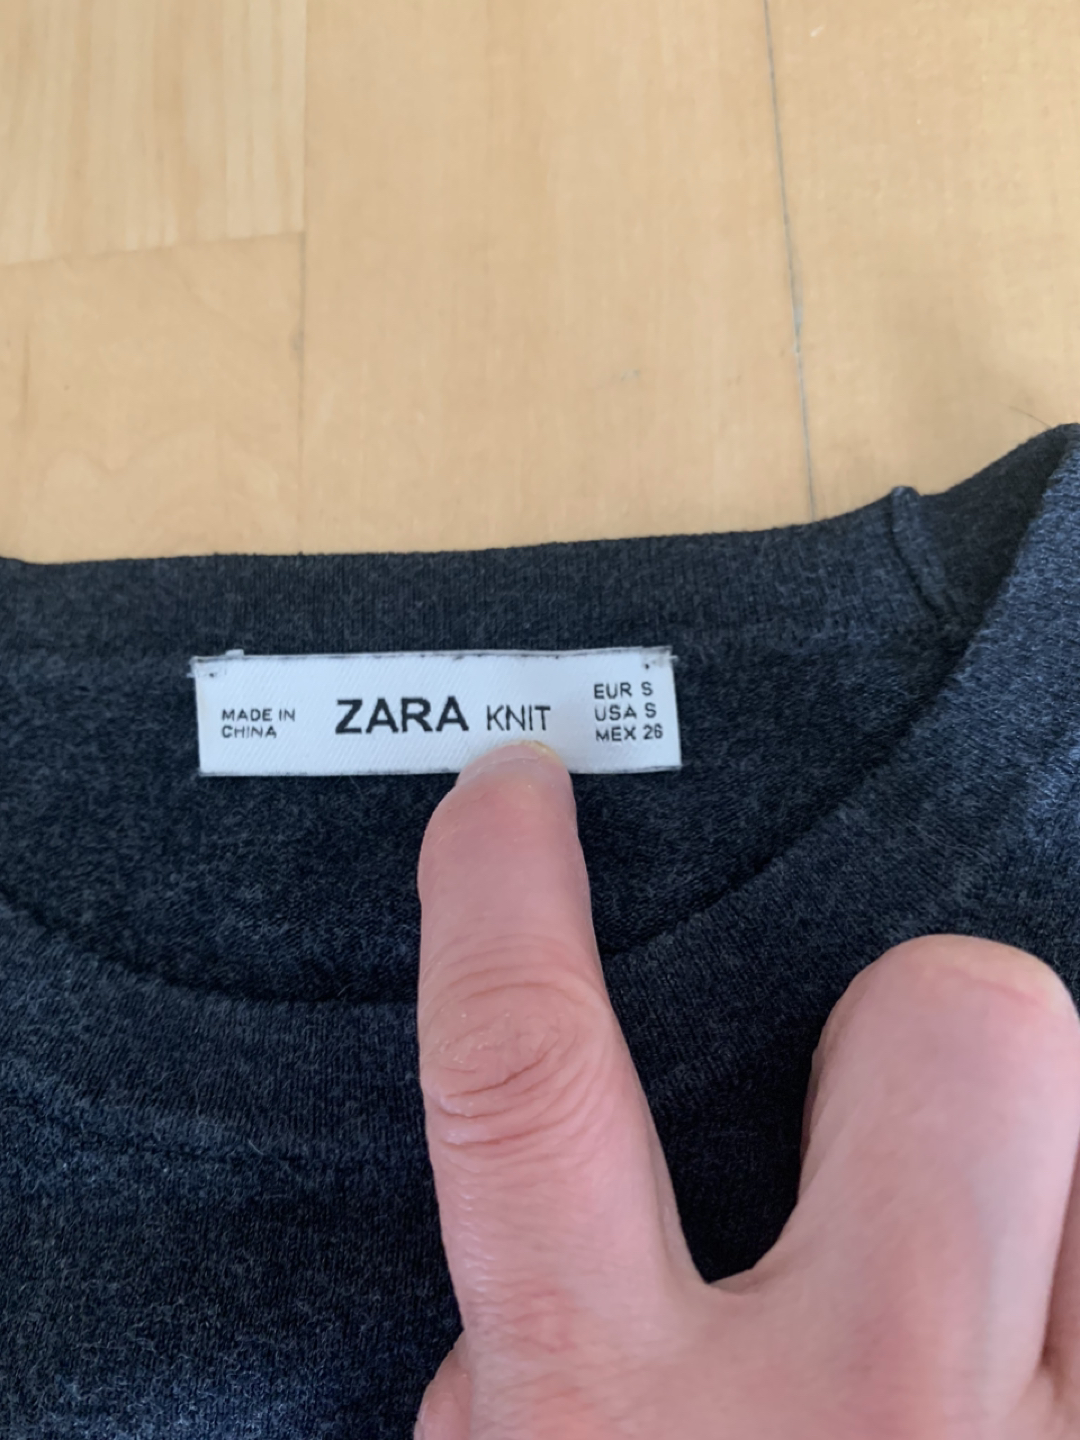 MADE IN
CHINA
ZARA KNIT
EUR S
USA S
MEX 26